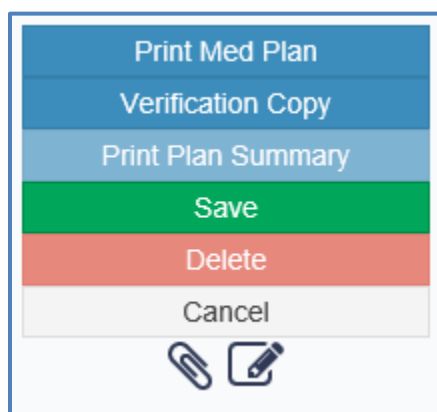 Print Med Plan
Verification Copy
Print Plan Summary
Save
Delete
Cancel